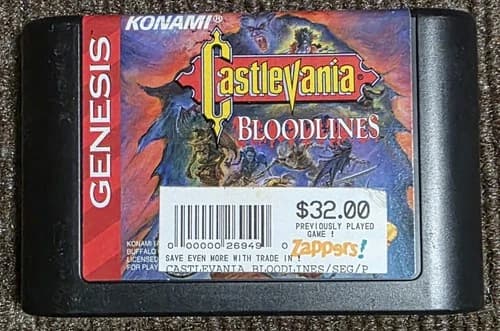 KONAMI®
GENESIS
Castlevania
BLOODLINES
$32.00
PREVIOUSLY PLAYED
GAME !
0 00000 26949 0
Zappers!
SAVE EVEN MORE WITH TRADE IN !
CASTLEVANIA BLOODLINES/SEG/P
KONAMI
BUFFALO
LICENSED
FOR PLAY